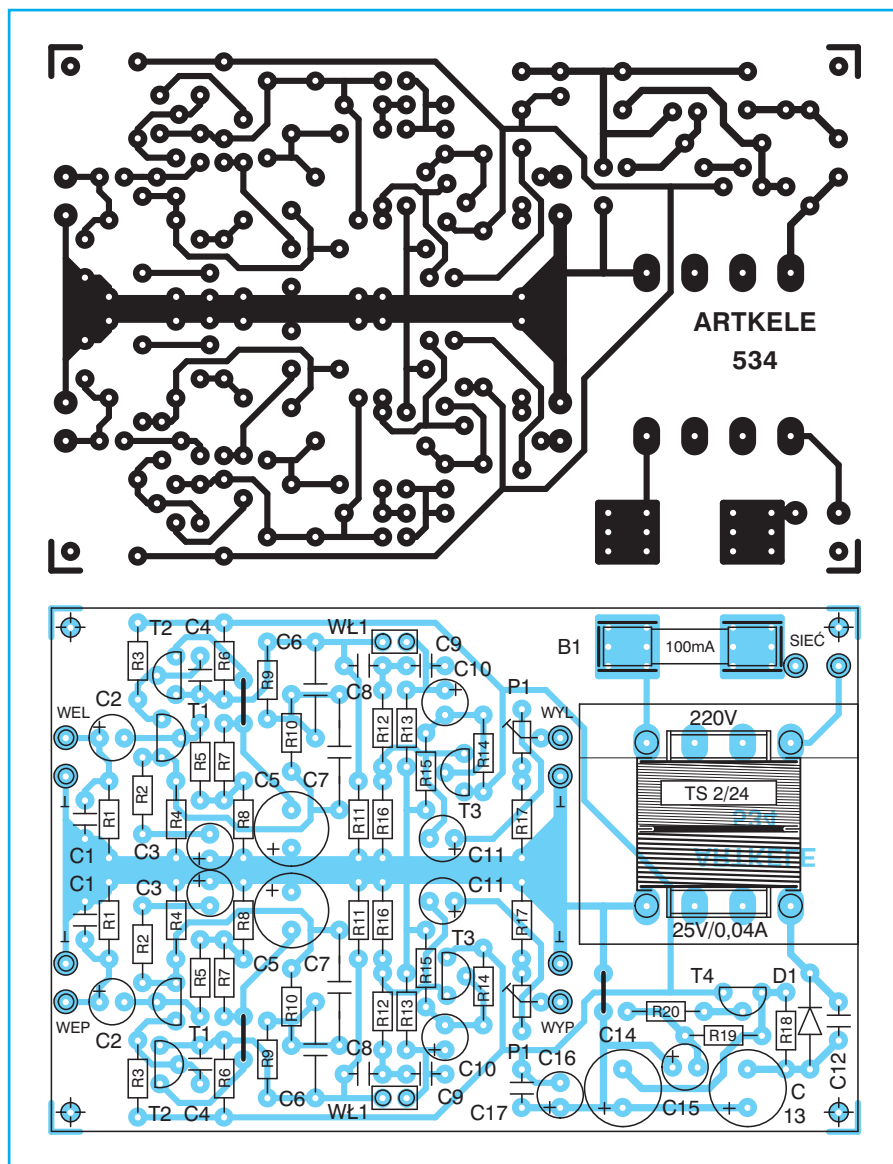 ARTKELE
534
T2 C4 C6 WŁ1 C9 B1 100mA SIEĆ
R3 R6 R9 C10 P1
C2 T1 C8 220V
WEL R10 R12 R13 R14 WYL
R5 R7 R15
R2 C5 C7 T3 TS 2/24
R1 R4 R8 R11 R16 R17 534
C1 C3 C11 ARTKELE
C1 C3 C11
R1 R4 R8 R11 R16 R17
R2 C5 C7 T3 25V/0,04A
R5 R7 R15
WEP R10 R12 R13 R14 WYP T4 D1
C2 T1 R20 R18
R3 R6 R9 C8 C10 P1 C16 C14 R19 C12
T2 C4 C6 WŁ1 C9 C17 C15 C
13